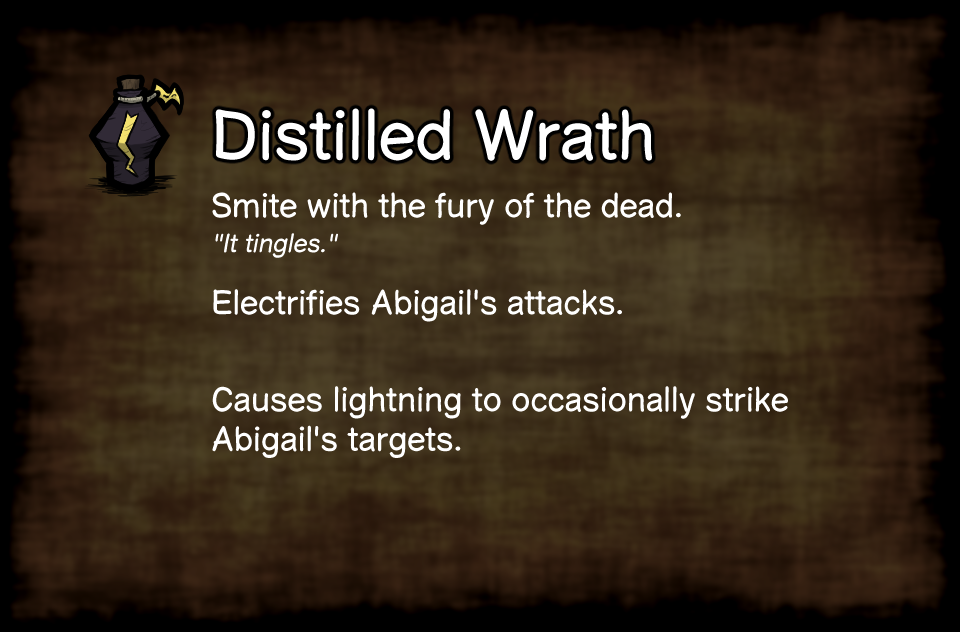 Distilled Wrath
Smite with the fury of the dead.
"It tingles."
Electrifies Abigail's attacks.
Causes lightning to occasionally strike
Abigail's targets.